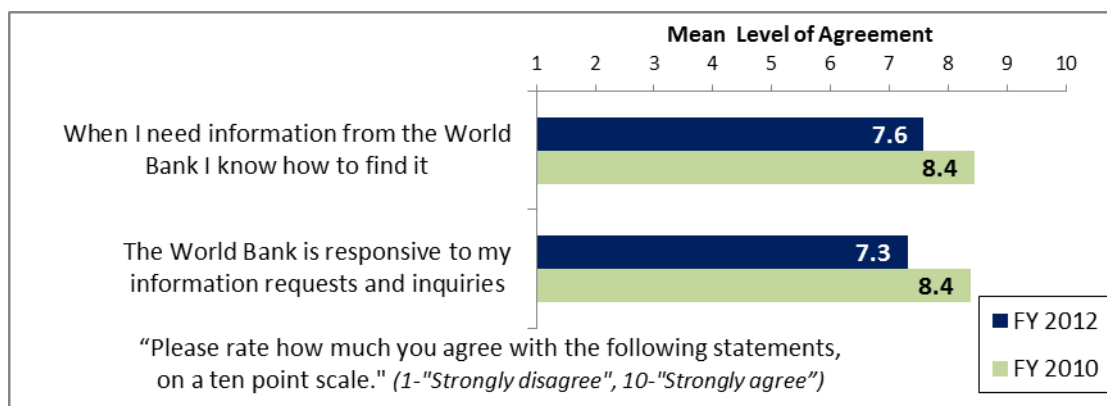 Mean Level of Agreement
1 2 3 4 5 6 7 8 9 10
When I need information from the World
Bank I know how to find it
7.6
8.4
The World Bank is responsive to my
information requests and inquiries
7.3
8.4
FY 2012
FY 2010
“Please rate how much you agree with the following statements,
on a ten point scale." (1-"Strongly disagree", 10-"Strongly agree”)